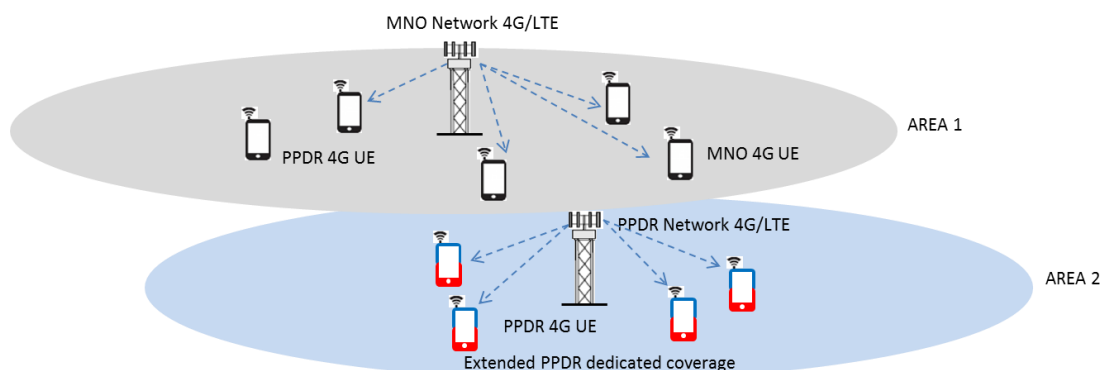 MNO Network 4G/LTE
AREA 1
PPDR 4G UE
MNO 4G UE
PPDR Network 4G/LTE
AREA 2
PPDR 4G UE
Extended PPDR dedicated coverage